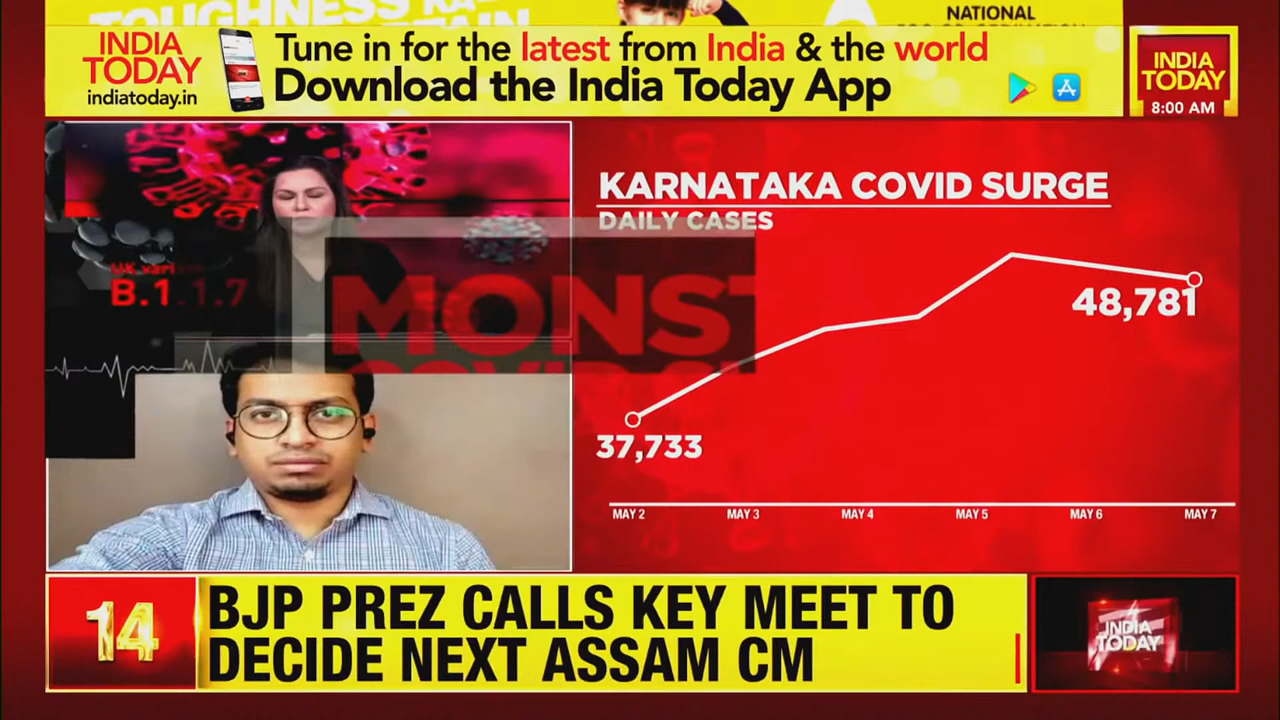 NATIONAL
INDIA
TODAY
indiatoday.in
Tune in for the latest from India & the world
Download the India Today App
INDIA
TODAY
8:00 AM
B.1.1.7
MONST
KARNATAKA COVID SURGE
DAILY CASES
48,781
37,733
MAY 2 MAY 3 MAY 4 MAY 5 MAY 6 MAY 7
14
BJP PREZ CALLS KEY MEET TO
DECIDE NEXT ASSAM CM
INDIA
TODAY